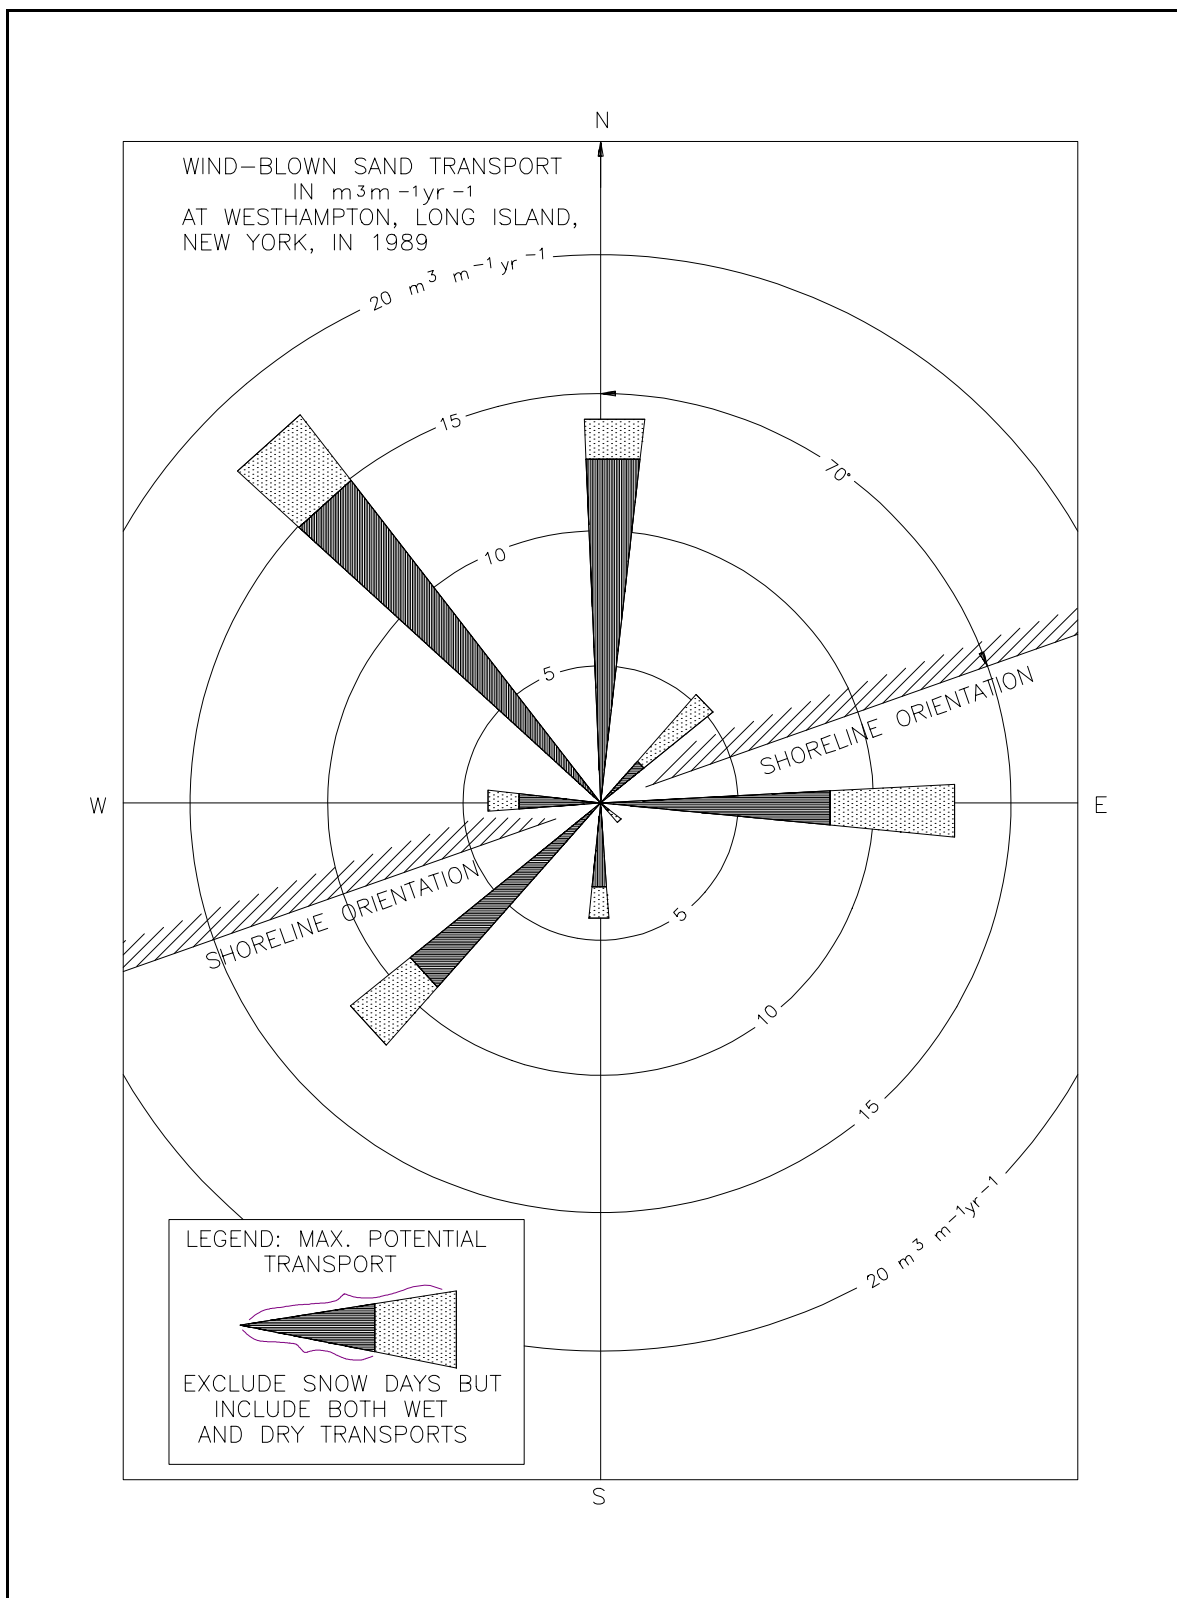 N
WIND-BLOWN SAND TRANSPORT
IN m³m⁻¹yr⁻¹
AT WESTHAMPTON, LONG ISLAND,
NEW YORK, IN 1989
20 m³ m⁻¹yr⁻¹
15
70°
10
5
SHORELINE ORIENTATION
W
E
SHORELINE ORIENTATION
5
10
15
20 m³ m⁻¹yr⁻¹
LEGEND: MAX. POTENTIAL
TRANSPORT
EXCLUDE SNOW DAYS BUT
INCLUDE BOTH WET
AND DRY TRANSPORTS
S